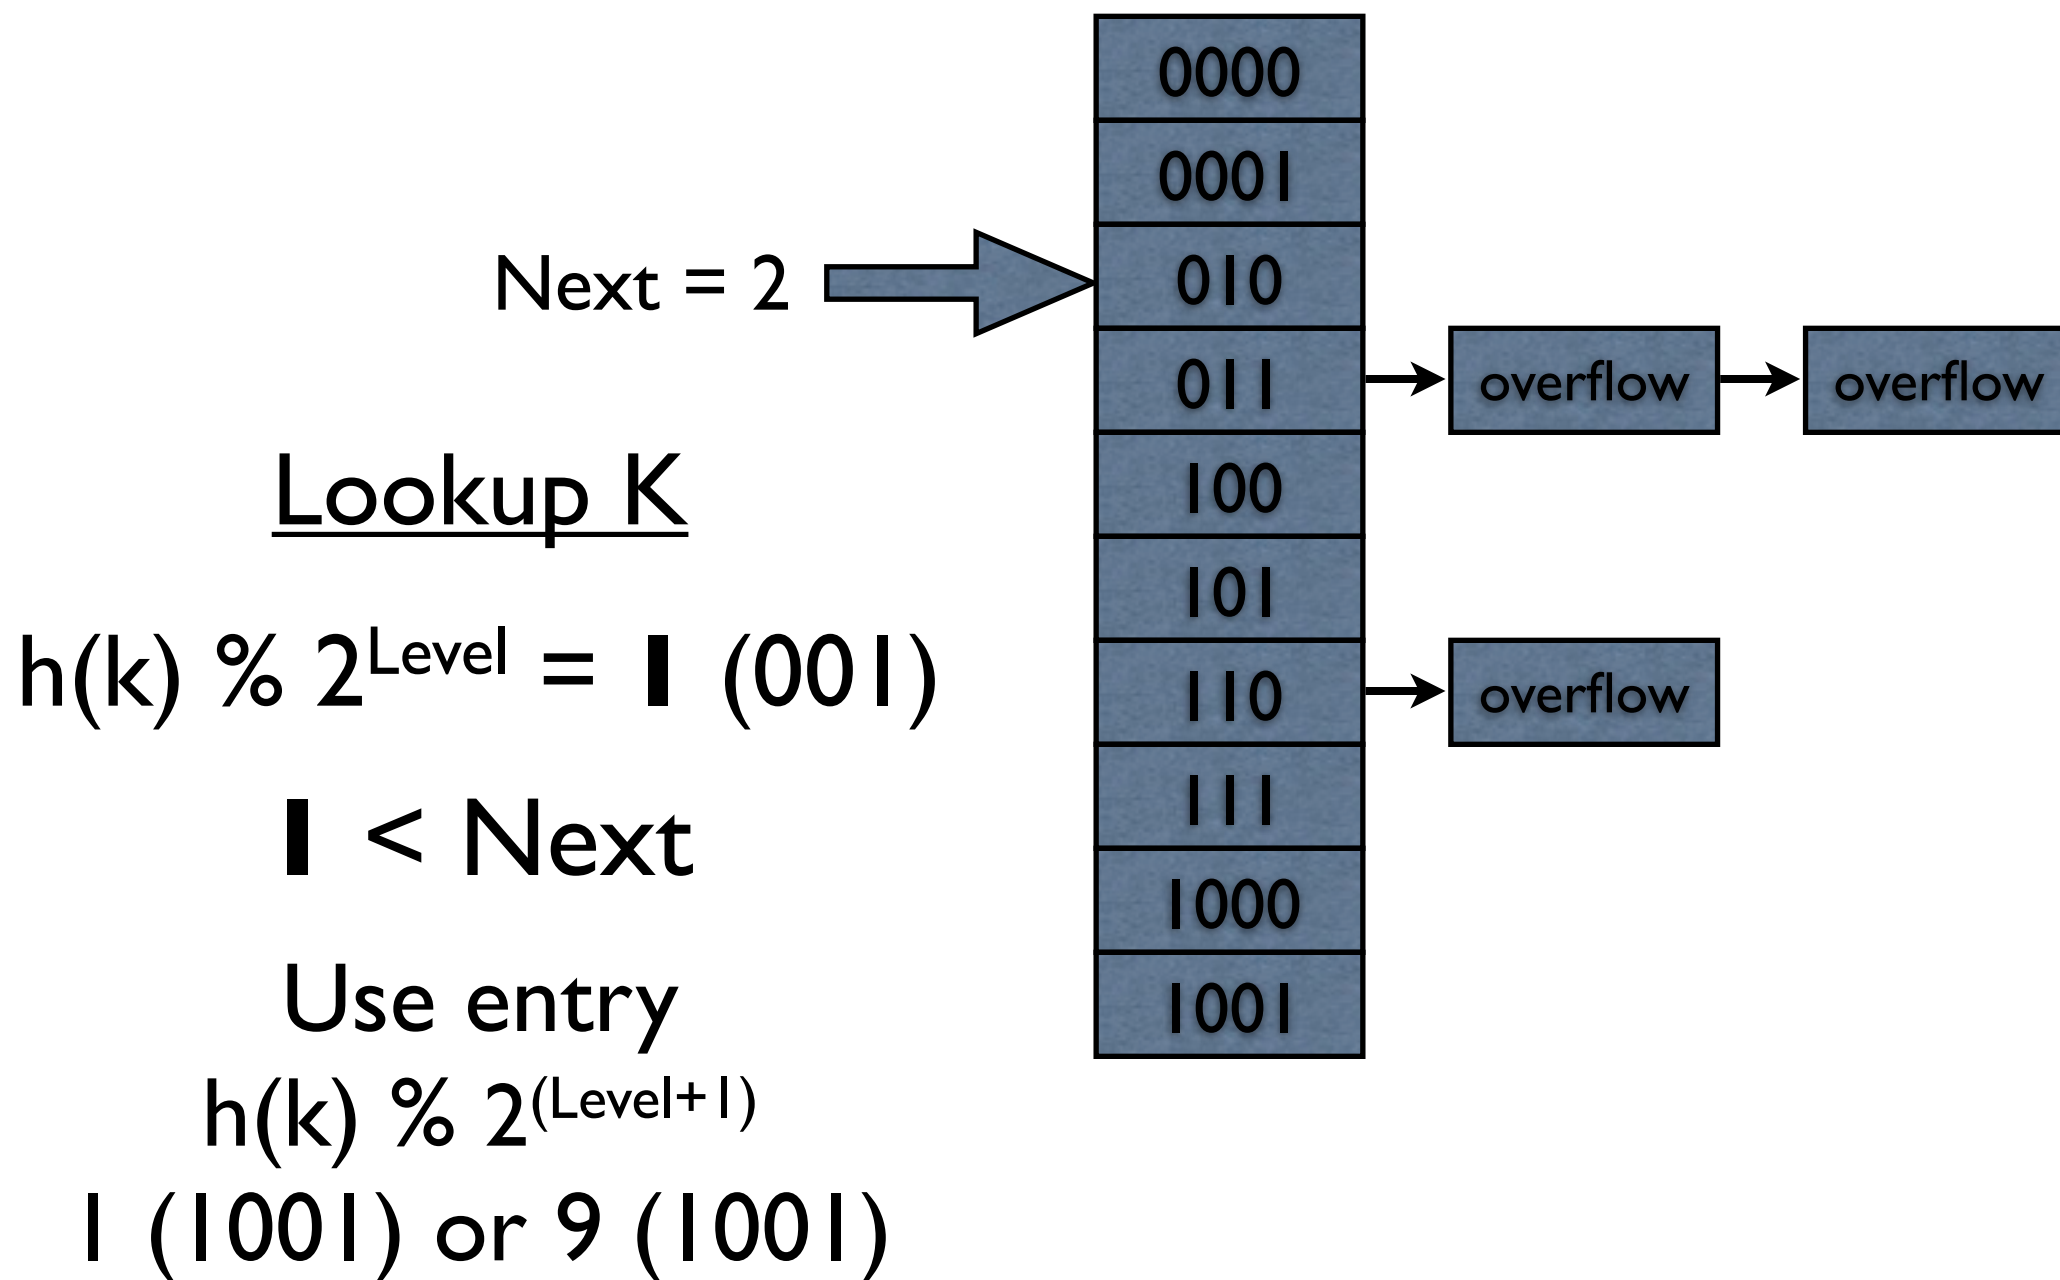 0000
0001
Next = 2
010
011
overflow
overflow
100
Lookup K
101
h(k) % 2^Level = 1 (001)
110
overflow
111
1 < Next
1000
Use entry
1001
h(k) % 2^(Level+1)
1 (1001) or 9 (1001)